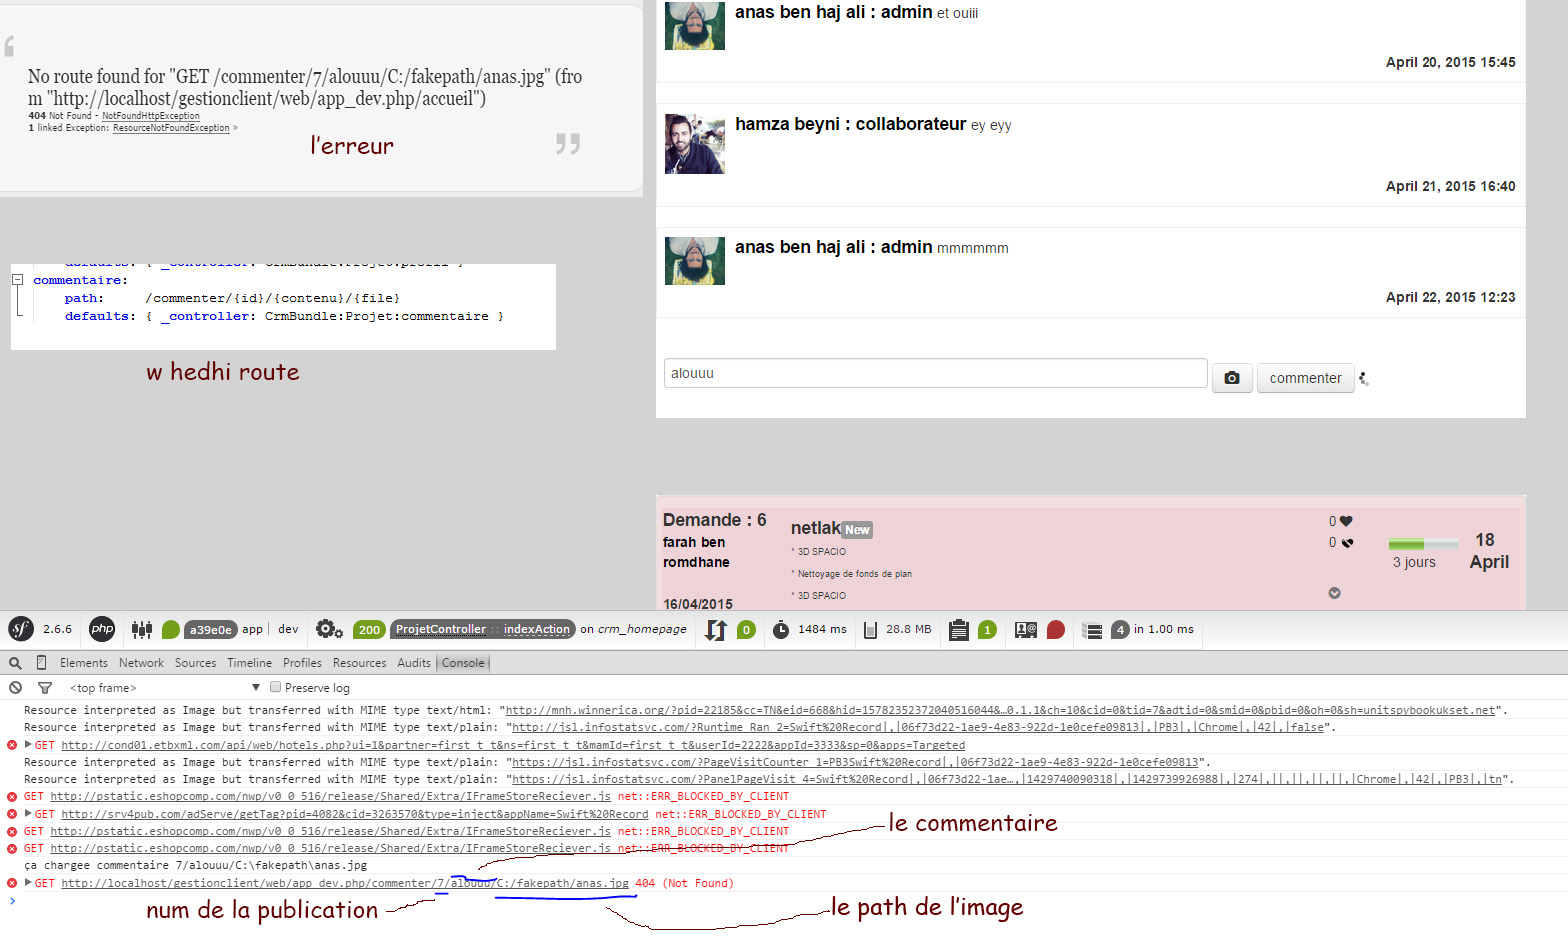 No route found for "GET /commenter/7/alouuu/C:/fakepath/anas.jpg" (fro
m "http://localhost/gestionclient/web/app_dev.php/accueil")
404 Not Found - NotFoundHttpException
1 linked Exception: ResourceNotFoundException »
l'erreur
commentaire:
path: /commenter/{id}/{contenu}/{file}
defaults: { _controller: CrmBundle:Projet:commentaire }
w hedhi route
anas ben haj ali : admin et ouiii
April 20, 2015 15:45
hamza beyni : collaborateur ey eyy
April 21, 2015 16:40
anas ben haj ali : admin mmmmmm
April 22, 2015 12:23
alouuu
commenter
Demande : 6
farah ben
romdhane
16/04/2015
netlak New
* 3D SPACIO
* Nettoyage de fonds de plan
* 3D SPACIO
0
0
3 jours
18
April
sf 2.6.6 php a39e0e app | dev 200 ProjetController :: indexAction on crm_homepage 0 1484 ms 28.8 MB 1 4 in 1.00 ms
Elements Network Sources Timeline Profiles Resources Audits Console
<top frame> ▼ Preserve log
Resource interpreted as Image but transferred with MIME type text/html: "http://mnh.winnerica.org/?pid=22185&cc=TN&eid=668&hid=15782352372040516044&…0.1.1&ch=10&cid=0&tid=7&adtid=0&smid=0&pbid=0&oh=0&sh=unitspybookukset.net".
Resource interpreted as Image but transferred with MIME type text/plain: "http://jsl.infostatsvc.com/?Runtime_Ran_2=Swift%20Record|,|06f73d22-1ae9-4e83-922d-1e0cefe09813|,|PB3|,|Chrome|,|42|,|false".
GET http://cond01.etbxml.com/api/web/hotels.php?ui=1&partner=first_t_t&ns=first_t_t&mamId=first_t_t&userId=2222&appId=3333&sp=0&apps=Targeted
Resource interpreted as Image but transferred with MIME type text/plain: "https://jsl.infostatsvc.com/?PageVisitCounter_1=PB3Swift%20Record|,|06f73d22-1ae9-4e83-922d-1e0cefe09813".
Resource interpreted as Image but transferred with MIME type text/plain: "https://jsl.infostatsvc.com/?PanelPageVisit_4=Swift%20Record|,|06f73d22-1ae…,|1429740090318|,|1429739926988|,|274|,||,||,||,||,|Chrome|,|42|,|PB3|,|tn".
GET http://pstatic.eshopcomp.com/nwp/v0_0_516/release/Shared/Extra/IFrameStoreReciever.js net::ERR_BLOCKED_BY_CLIENT
GET http://srv4pub.com/adServe/getTag?pid=4082&cid=3263570&type=inject&appName=Swift%20Record net::ERR_BLOCKED_BY_CLIENT
GET http://pstatic.eshopcomp.com/nwp/v0_0_516/release/Shared/Extra/IFrameStoreReciever.js net::ERR_BLOCKED_BY_CLIENT
GET http://pstatic.eshopcomp.com/nwp/v0_0_516/release/Shared/Extra/IFrameStoreReciever.js net::ERR_BLOCKED_BY_CLIENT
le commentaire
ça chargee commentaire 7/alouuu/C:\fakepath\anas.jpg
GET http://localhost/gestionclient/web/app_dev.php/commenter/7/alouuu/C:/fakepath/anas.jpg 404 (Not Found)
num de la publication
le path de l'image